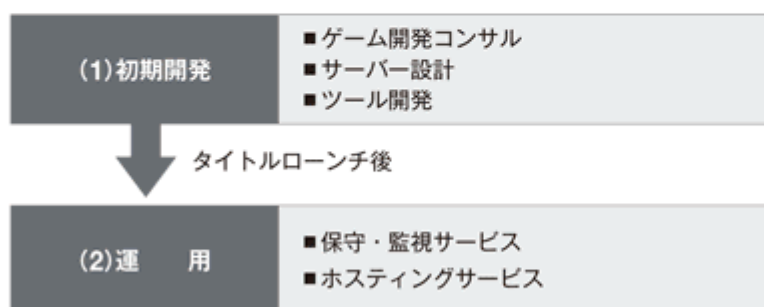 (1)初期開発
■ゲーム開発コンサル
■サーバー設計
■ツール開発
タイトルローンチ後
(2)運　　用
■保守・監視サービス
■ホスティングサービス